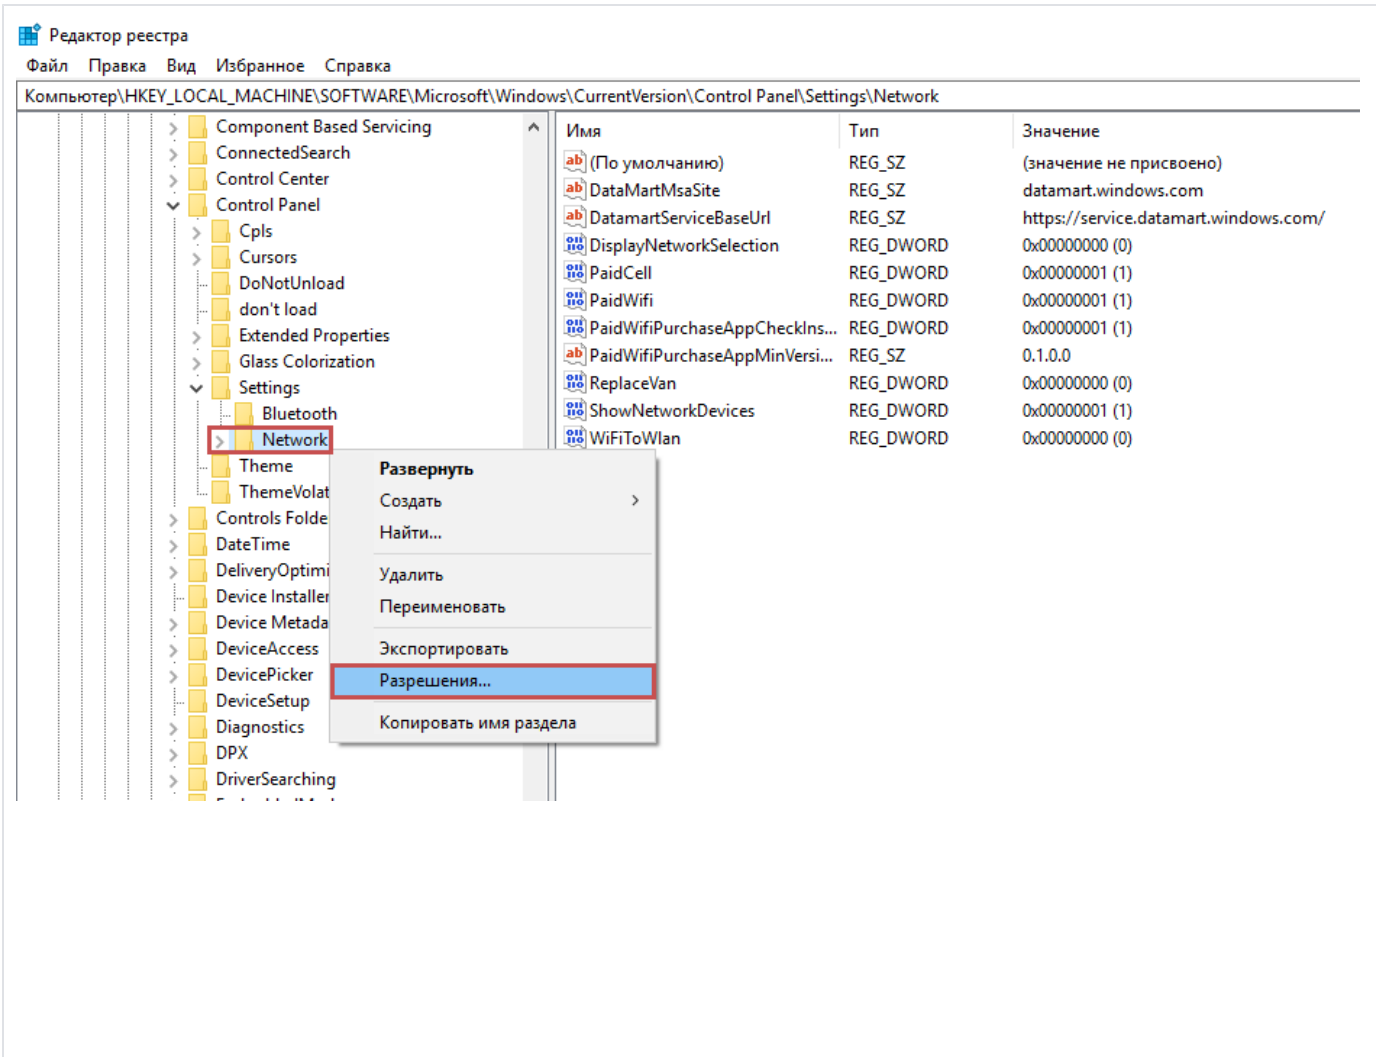 Редактор реестра
Файл Правка Вид Избранное Справка
Компьютер\HKEY_LOCAL_MACHINE\SOFTWARE\Microsoft\Windows\CurrentVersion\Control Panel\Settings\Network
Component Based Servicing
ConnectedSearch
Control Center
Control Panel
Cpls
Cursors
DoNotUnload
don't load
Extended Properties
Glass Colorization
Settings
Bluetooth
Network
Theme
ThemeVolat
Controls Folde
DateTime
DeliveryOptimi
Device Installer
Device Metada
DeviceAccess
DevicePicker
DeviceSetup
Diagnostics
DPX
DriverSearching
Развернуть
Создать
Найти...
Удалить
Переименовать
Экспортировать
Разрешения...
Копировать имя раздела
Имя Тип Значение
(По умолчанию) REG_SZ (значение не присвоено)
DataMartMsaSite REG_SZ datamart.windows.com
DatamartServiceBaseUrl REG_SZ https://service.datamart.windows.com/
DisplayNetworkSelection REG_DWORD 0x00000000 (0)
PaidCell REG_DWORD 0x00000001 (1)
PaidWifi REG_DWORD 0x00000001 (1)
PaidWifiPurchaseAppCheckIns... REG_DWORD 0x00000001 (1)
PaidWifiPurchaseAppMinVersi... REG_SZ 0.1.0.0
ReplaceVan REG_DWORD 0x00000000 (0)
ShowNetworkDevices REG_DWORD 0x00000001 (1)
WiFiToWlan REG_DWORD 0x00000000 (0)